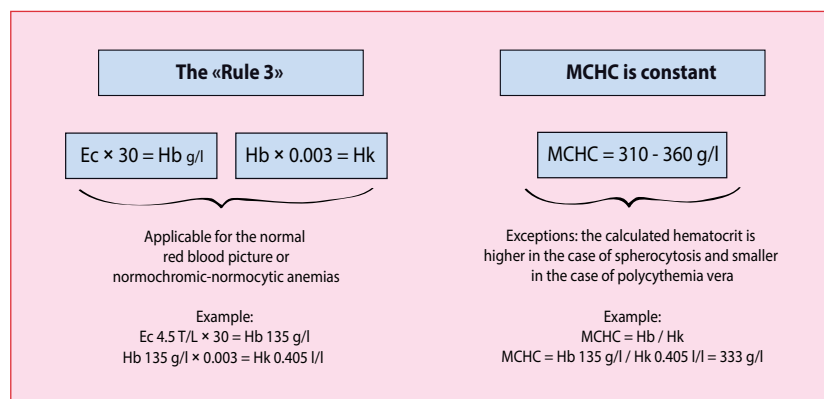 The «Rule 3»
Ec × 30 = Hb g/l
Hb × 0.003 = Hk
Applicable for the normal
red blood picture or
normochromic-normocytic anemias
Example:
Ec 4.5 T/L × 30 = Hb 135 g/l
Hb 135 g/l × 0.003 = Hk 0.405 l/l
MCHC is constant
MCHC = 310 - 360 g/l
Exceptions: the calculated hematocrit is
higher in the case of spherocytosis and smaller
in the case of polycythemia vera
Example:
MCHC = Hb / Hk
MCHC = Hb 135 g/l / Hk 0.405 l/l = 333 g/l